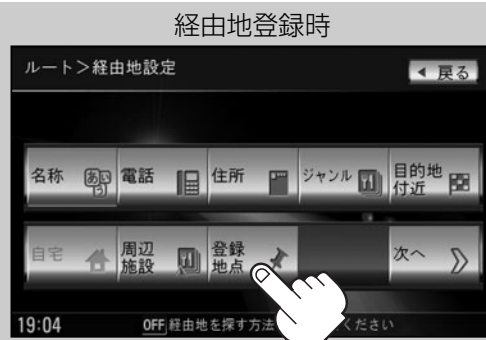 経由地登録時
ルート>経由地設定
戻る
名称 あいう 電話 住所 ジャンル 目的地
付近
自宅 周辺
施設 登録
地点 次へ
19:04 OFF 経由地を探す方法 ください